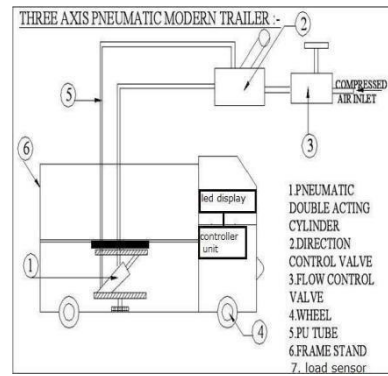 THREE AXIS PNEUMATIC MODERN TRAILER :-
2
COMPRESSED
AIR INLET
5
3
6
led display
controller
unit
1
4
1.PNEUMATIC
DOUBLE ACTING
CYLINDER
2.DIRECTION
CONTROL VALVE
3.FLOW CONTROL
VALVE
4.WHEEL
5.PU TUBE
6.FRAME STAND
7. load sensor